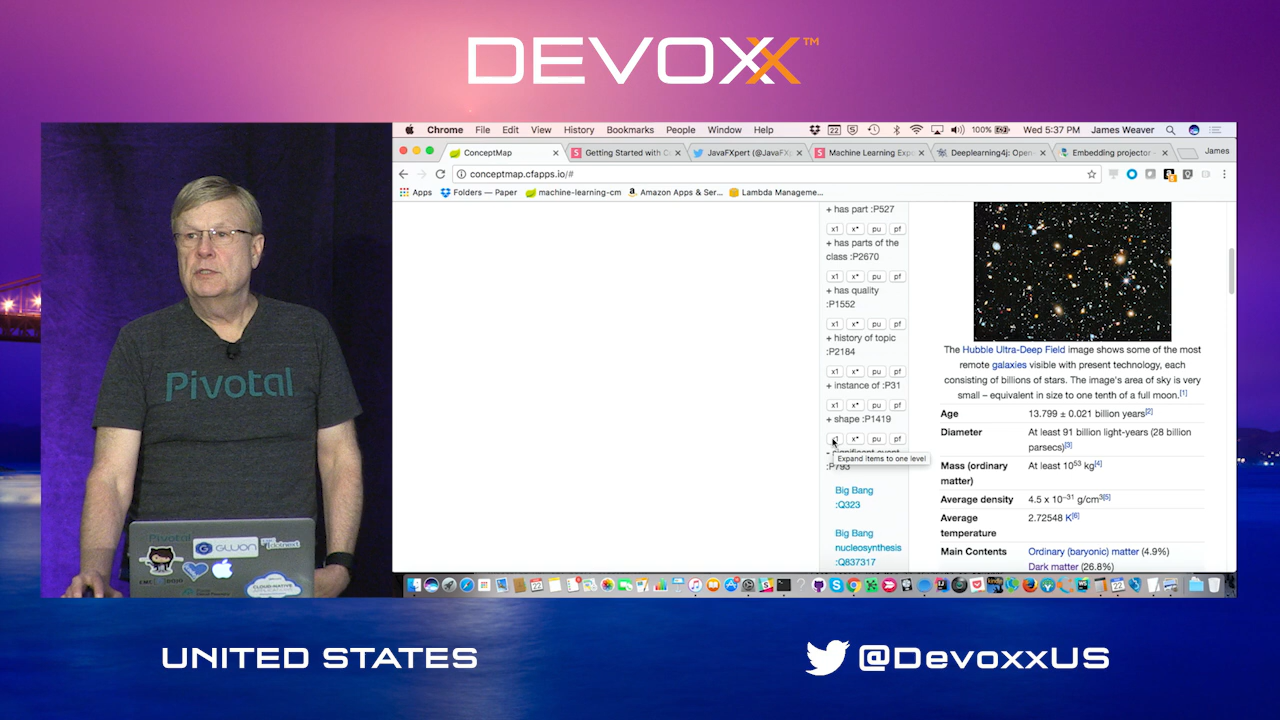 DEVOXX™
Chrome File Edit View History Bookmarks People Window Help 100% Wed 5:37 PM James Weaver
ConceptMap
Getting Started with C
JavaFXpert (@JavaFX
Machine Learning Exp
Deeplearning4j: Open
Embedding projector -
James
conceptmap.cfapps.io/#
Apps Folders — Paper machine-learning-cm Amazon Apps & Ser... Lambda Manageme...
+ has part :P527
x1 x* pu pf
+ has parts of the
class :P2670
x1 x* pu pf
+ has quality
:P1552
x1 x* pu pf
+ history of topic
:P2184
x1 x* pu pf
+ instance of :P31
x1 x* pu pf
+ shape :P1419
x* pu pf
Expand items to one level
:P793
Big Bang
:Q323
Big Bang
nucleosynthesis
:Q837317
The Hubble Ultra-Deep Field image shows some of the most
remote galaxies visible with present technology, each
consisting of billions of stars. The image's area of sky is very
small – equivalent in size to one tenth of a full moon.[1]
Age 13.799 ± 0.021 billion years[2]
Diameter At least 91 billion light-years (28 billion
parsecs)[3]
Mass (ordinary
matter) At least 10⁵³ kg[4]
Average density 4.5 x 10⁻³¹ g/cm³[5]
Average
temperature 2.72548 K[6]
Main Contents Ordinary (baryonic) matter (4.9%)
Dark matter (26.8%)
Pivotal
Pivotal
GLUON
CLOUD-NATIVE
UNITED STATES
@DevoxxUS